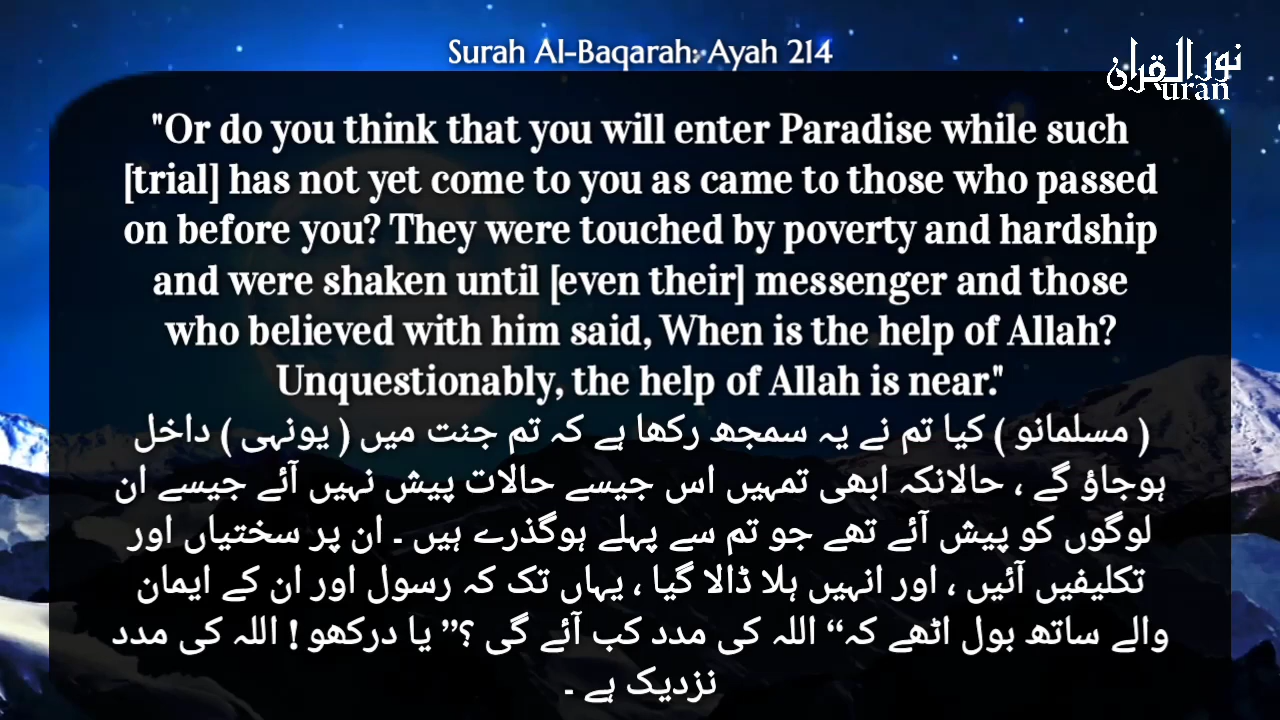 Surah Al-Baqarah: Ayah 214
نور القرآن
uran
"Or do you think that you will enter Paradise while such
[trial] has not yet come to you as came to those who passed
on before you? They were touched by poverty and hardship
and were shaken until [even their] messenger and those
who believed with him said, When is the help of Allah?
Unquestionably, the help of Allah is near."
( مسلمانو ) کیا تم نے یہ سمجھ رکھا ہے کہ تم جنت میں ( یونہی ) داخل
ہوجاؤ گے ، حالانکہ ابھی تمہیں اس جیسے حالات پیش نہیں آئے جیسے ان
لوگوں کو پیش آئے تھے جو تم سے پہلے ہوگذرے ہیں ۔ ان پر سختیاں اور
تکلیفیں آئیں ، اور انہیں ہلا ڈالا گیا ، یہاں تک کہ رسول اور ان کے ایمان
والے ساتھ بول اٹھے کہ“ اللہ کی مدد کب آئے گی ؟” یا درکھو ! اللہ کی مدد
نزدیک ہے ۔